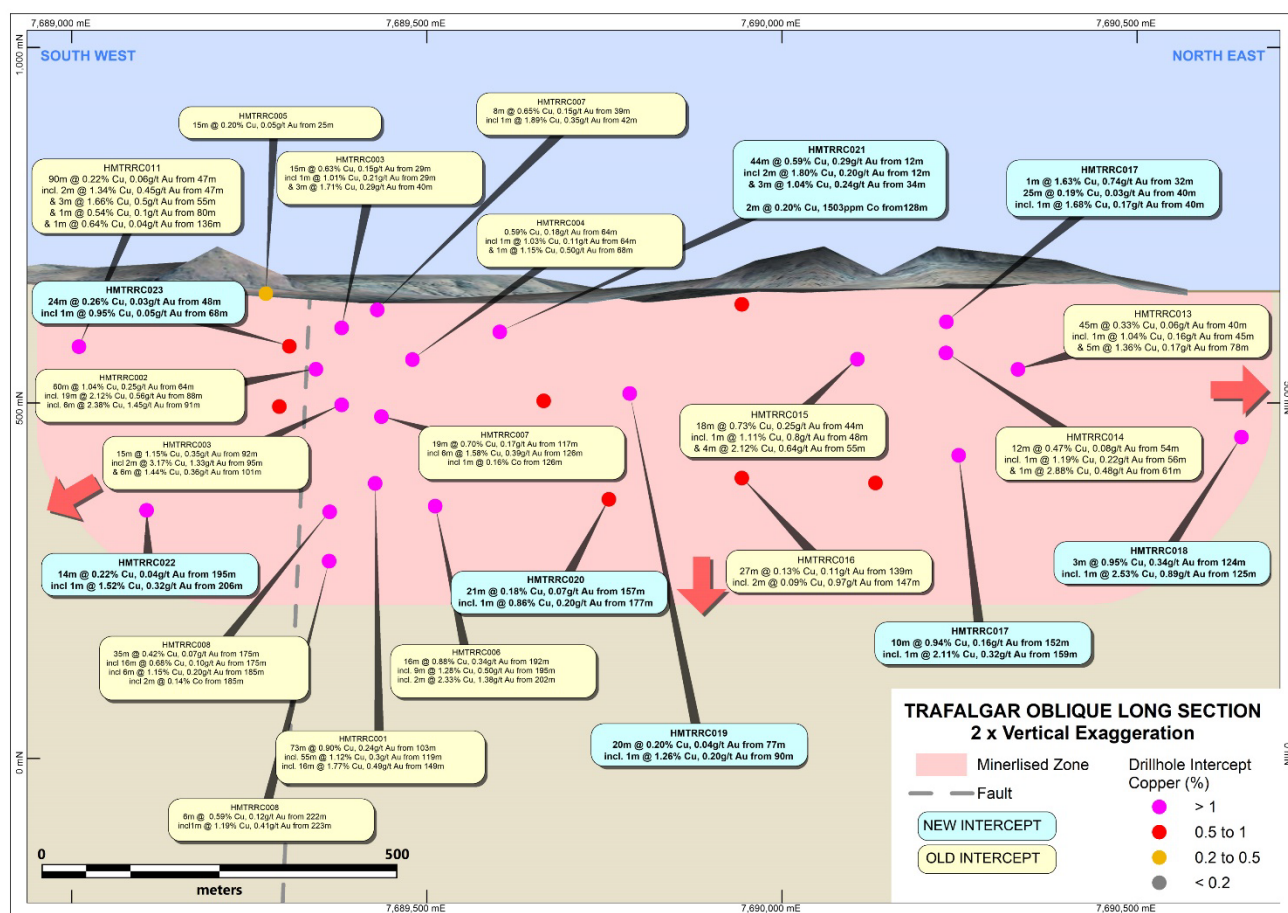 7,689,000 mE
7,689,500 mE
7,690,000 mE
7,690,500 mE
1,000 mN
SOUTH WEST
NORTH EAST
HMTRRC005
15m @ 0.20% Cu, 0.05g/t Au from 25m
HMTRRC007
8m @ 0.65% Cu, 0.15g/t Au from 39m
incl 1m @ 1.89% Cu, 0.35g/t Au from 42m
HMTRRC011
90m @ 0.22% Cu, 0.06g/t Au from 47m
incl. 2m @ 1.34% Cu, 0.45g/t Au from 47m
& 3m @ 1.66% Cu, 0.5g/t Au from 55m
& 1m @ 0.54% Cu, 0.1g/t Au from 80m
& 1m @ 0.64% Cu, 0.04g/t Au from 136m
HMTRRC003
15m @ 0.63% Cu, 0.15g/t Au from 29m
incl 1m @ 1.01% Cu, 0.21g/t Au from 29m
& 3m @ 1.71% Cu, 0.29g/t Au from 40m
HMTRRC021
44m @ 0.59% Cu, 0.29g/t Au from 12m
incl 2m @ 1.80% Cu, 0.20g/t Au from 12m
& 3m @ 1.04% Cu, 0.24g/t Au from 34m
2m @ 0.20% Cu, 1503ppm Co from128m
HMTRRC017
1m @ 1.63% Cu, 0.74g/t Au from 32m
25m @ 0.19% Cu, 0.03g/t Au from 40m
incl. 1m @ 1.68% Cu, 0.17g/t Au from 40m
HMTRRC004
0.59% Cu, 0.18g/t Au from 64m
incl 1m @ 1.03% Cu, 0.11g/t Au from 64m
& 1m @ 1.15% Cu, 0.50g/t Au from 68m
HMTRRC023
24m @ 0.26% Cu, 0.03g/t Au from 48m
incl 1m @ 0.95% Cu, 0.05g/t Au from 68m
HMTRRC013
45m @ 0.33% Cu, 0.06g/t Au from 40m
incl. 1m @ 1.04% Cu, 0.16g/t Au from 45m
& 5m @ 1.36% Cu, 0.17g/t Au from 78m
HMTRRC002
60m @ 1.04% Cu, 0.25g/t Au from 64m
incl. 19m @ 2.12% Cu, 0.56g/t Au from 88m
incl. 6m @ 2.38% Cu, 1.45g/t Au from 91m
500 mN
500 mN
HMTRRC003
15m @ 1.15% Cu, 0.35g/t Au from 92m
incl 2m @ 3.17% Cu, 1.33g/t Au from 95m
& 6m @ 1.44% Cu, 0.36g/t Au from 101m
HMTRRC007
19m @ 0.70% Cu, 0.17g/t Au from 117m
incl 6m @ 1.58% Cu, 0.39g/t Au from 126m
incl 1m @ 0.16% Co from 126m
HMTRRC015
18m @ 0.73% Cu, 0.25g/t Au from 44m
incl. 1m @ 1.11% Cu, 0.8g/t Au from 48m
& 4m @ 2.12% Cu, 0.64g/t Au from 55m
HMTRRC014
12m @ 0.47% Cu, 0.08g/t Au from 54m
incl. 1m @ 1.19% Cu, 0.22g/t Au from 56m
& 1m @ 2.88% Cu, 0.48g/t Au from 61m
HMTRRC022
14m @ 0.22% Cu, 0.04g/t Au from 195m
incl 1m @ 1.52% Cu, 0.32g/t Au from 206m
HMTRRC020
21m @ 0.18% Cu, 0.07g/t Au from 157m
incl. 1m @ 0.86% Cu, 0.20g/t Au from 177m
HMTRRC016
27m @ 0.13% Cu, 0.11g/t Au from 139m
incl. 2m @ 0.09% Cu, 0.97g/t Au from 147m
HMTRRC018
3m @ 0.95% Cu, 0.34g/t Au from 124m
incl. 1m @ 2.53% Cu, 0.89g/t Au from 125m
HMTRRC008
35m @ 0.42% Cu, 0.07g/t Au from 175m
incl 16m @ 0.68% Cu, 0.10g/t Au from 175m
incl 6m @ 1.15% Cu, 0.20g/t Au from 185m
incl 2m @ 0.14% Co from 185m
HMTRRC006
16m @ 0.88% Cu, 0.34g/t Au from 192m
incl. 9m @ 1.28% Cu, 0.50g/t Au from 195m
incl. 2m @ 2.33% Cu, 1.38g/t Au from 202m
HMTRRC017
10m @ 0.94% Cu, 0.16g/t Au from 152m
incl. 1m @ 2.11% Cu, 0.32g/t Au from 159m
HMTRRC001
73m @ 0.90% Cu, 0.24g/t Au from 103m
incl. 55m @ 1.12% Cu, 0.3g/t Au from 119m
incl. 16m @ 1.77% Cu, 0.49g/t Au from 149m
HMTRRC019
20m @ 0.20% Cu, 0.04g/t Au from 77m
incl. 1m @ 1.26% Cu, 0.20g/t Au from 90m
0 mN
0 mN
HMTRRC008
6m @ 0.59% Cu, 0.12g/t Au from 222m
incl1m @ 1.19% Cu, 0.41g/t Au from 223m
TRAFALGAR OBLIQUE LONG SECTION
2 x Vertical Exaggeration
Minerlised Zone
Fault
NEW INTERCEPT
OLD INTERCEPT
Drillhole Intercept
Copper (%)
> 1
0.5 to 1
0.2 to 0.5
< 0.2
0
500
meters
7,689,500 mE
7,690,000 mE
7,690,500 mE